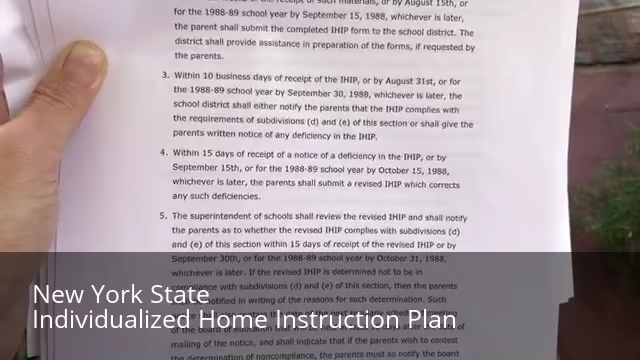 of such materials, or by August 15th, or
for the 1988-89 school year by September 15, 1988, whichever is later,
the parent shall submit the completed IHIP form to the school district. The
district shall provide assistance in preparation of the forms, if requested by
the parents.
3. Within 10 business days of receipt of the IHIP, or by August 31st, or for
the 1988-89 school year by September 30, 1988, whichever is later, the
school district shall either notify the parents that the IHIP complies with
the requirements of subdivisions (d) and (e) of this section or shall give the
parents written notice of any deficiency in the IHIP.
4. Within 15 days of receipt of a notice of a deficiency in the IHIP, or by
September 15th, or for the 1988-89 school year by October 15, 1988,
whichever is later, the parents shall submit a revised IHIP which corrects
any such deficiencies.
5. The superintendent of schools shall review the revised IHIP and shall notify
the parents as to whether the revised IHIP complies with subdivisions (d)
and (e) of this section within 15 days of receipt of the revised IHIP or by
September 30th, or for the 1988-89 school year by October 31, 1988,
whichever is later. If the revised IHIP is determined not to be in
compliance with subdivisions (d) and (e) of this section, then the parents
notified in writing of the reasons for such determination. Such
New York State
Individualized Home Instruction Plan
of the board of education
mailing of the notice, and shall indicate that if the parents wish to contest
the determination of noncompliance, the parents must so notify the board